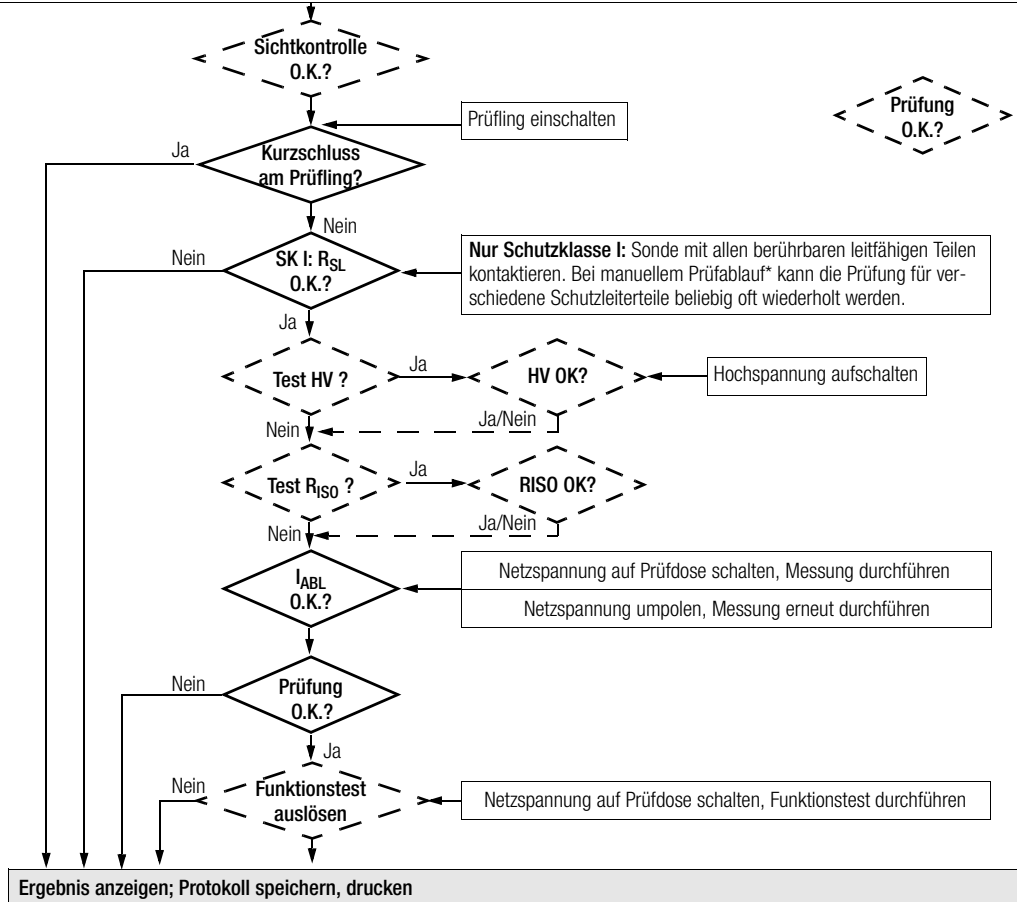 Sichtkontrolle
O.K.?
Prüfung
O.K.?
Prüfling einschalten
Ja
Kurzschluss
am Prüfling?
Nein
Nein
SK I: RSL
O.K.?
Nur Schutzklasse I: Sonde mit allen berührbaren leitfähigen Teilen
kontaktieren. Bei manuellem Prüfablauf* kann die Prüfung für ver-
schiedene Schutzleiterteile beliebig oft wiederholt werden.
Ja
Test HV ?
Ja
HV OK?
Hochspannung aufschalten
Nein
Ja/Nein
Test RISO ?
Ja
RISO OK?
Nein
Ja/Nein
IABL
O.K.?
Netzspannung auf Prüfdose schalten, Messung durchführen
Netzspannung umpolen, Messung erneut durchführen
Nein
Prüfung
O.K.?
Ja
Nein
Funktionstest
auslösen
Netzspannung auf Prüfdose schalten, Funktionstest durchführen
Ergebnis anzeigen; Protokoll speichern, drucken